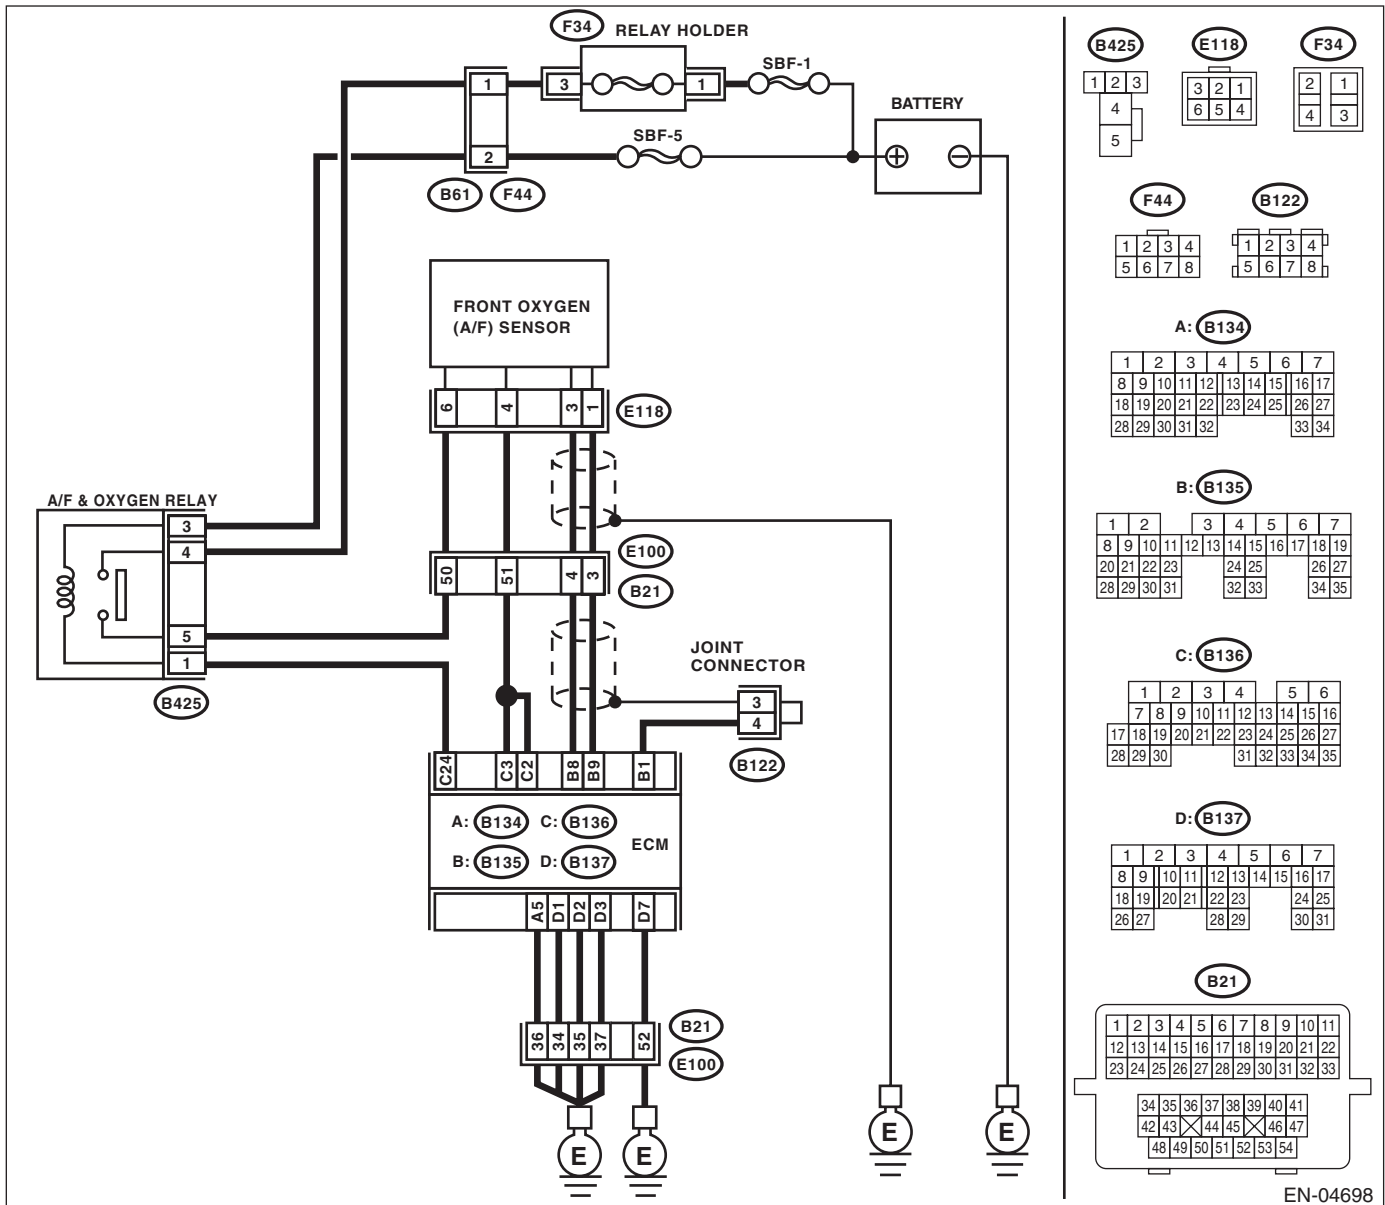 F34 RELAY HOLDER
SBF-1
1
3
1
BATTERY
SBF-5
2
B61 F44
FRONT OXYGEN
(A/F) SENSOR
6 4 3 1
E118
A/F & OXYGEN RELAY
3
4
5
1
B425
E100
50 51 4 3
B21
JOINT
CONNECTOR
3
4
B122
C24 C3 C2 B8 B9 B1
A: B134 C: B136
B: B135 D: B137
ECM
A5 D1 D2 D3 D7
36 34 35 37 52
B21
E100
E E E E
B425 E118 F34
1 2 3
4
5
3 2 1
6 5 4
2 1
4 3
F44 B122
1 2 3 4
5 6 7 8
1 2 3 4
5 6 7 8
A: B134
1 2 3 4 5 6 7
8 9 10 11 12 13 14 15 16 17
18 19 20 21 22 23 24 25 26 27
28 29 30 31 32 33 34
B: B135
1 2 3 4 5 6 7
8 9 10 11 12 13 14 15 16 17 18 19
20 21 22 23 24 25 26 27
28 29 30 31 32 33 34 35
C: B136
1 2 3 4 5 6
7 8 9 10 11 12 13 14 15 16
17 18 19 20 21 22 23 24 25 26 27
28 29 30 31 32 33 34 35
D: B137
1 2 3 4 5 6 7
8 9 10 11 12 13 14 15 16 17
18 19 20 21 22 23 24 25
26 27 28 29 30 31
B21
1 2 3 4 5 6 7 8 9 10 11
12 13 14 15 16 17 18 19 20 21 22
23 24 25 26 27 28 29 30 31 32 33
34 35 36 37 38 39 40 41
42 43 44 45 46 47
48 49 50 51 52 53 54
EN-04698